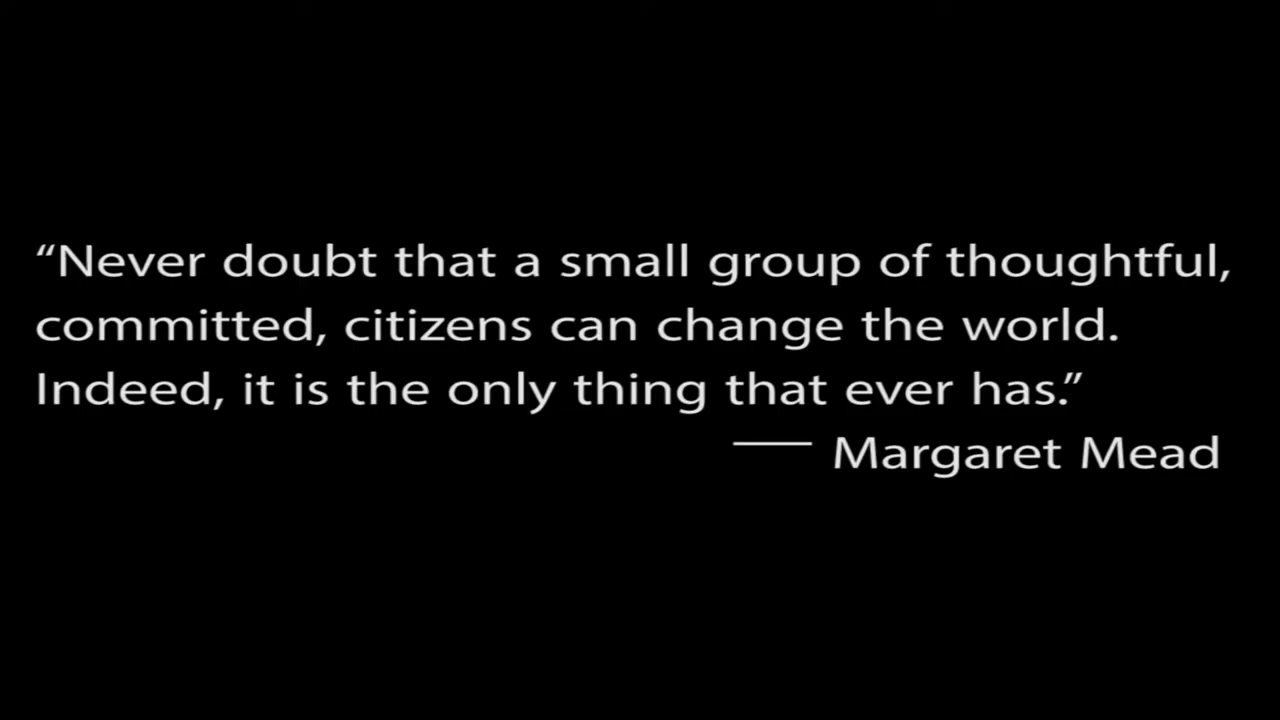 “Never doubt that a small group of thoughtful,
committed, citizens can change the world.
Indeed, it is the only thing that ever has.”
— Margaret Mead